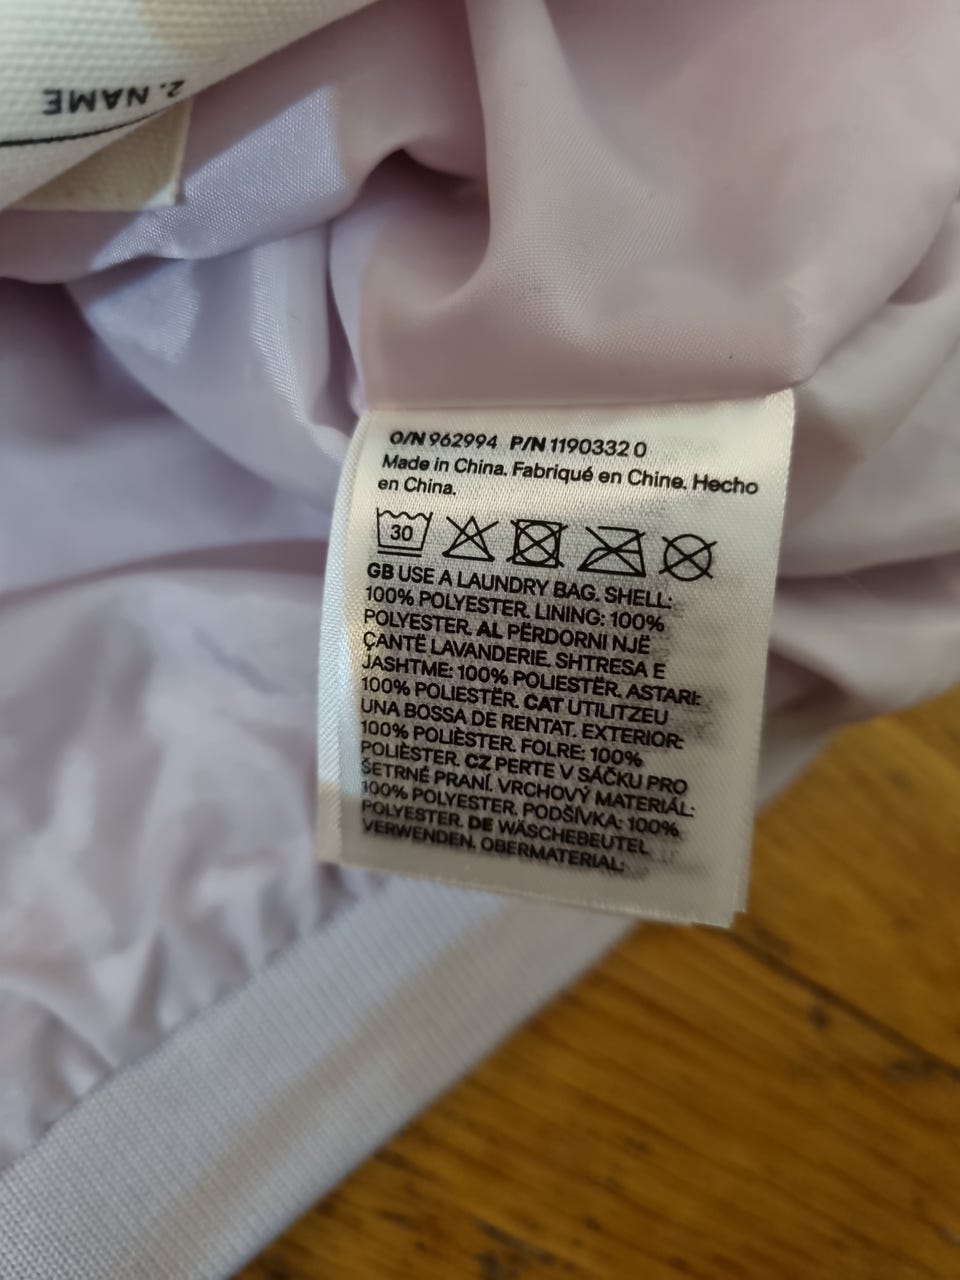 2. NAME
O/N 962994 P/N 1190332 0
Made in China. Fabriqué en Chine. Hecho
en China.
30
GB USE A LAUNDRY BAG. SHELL:
100% POLYESTER. LINING: 100%
POLYESTER. AL PËRDORNI NJË
ÇANTË LAVANDERIE. SHTRESA E
JASHTME: 100% POLIESTËR. ASTARI:
100% POLIESTËR. CAT UTILITZEU
UNA BOSSA DE RENTAT. EXTERIOR:
100% POLIÈSTER. FOLRE: 100%
POLIÈSTER. CZ PERTE V SÁČKU PRO
ŠETRNÉ PRANÍ. VRCHOVÝ MATERIÁL:
100% POLYESTER. PODŠÍVKA: 100%
POLYESTER. DE WÄSCHEBEUTEL
VERWENDEN. OBERMATERIAL: